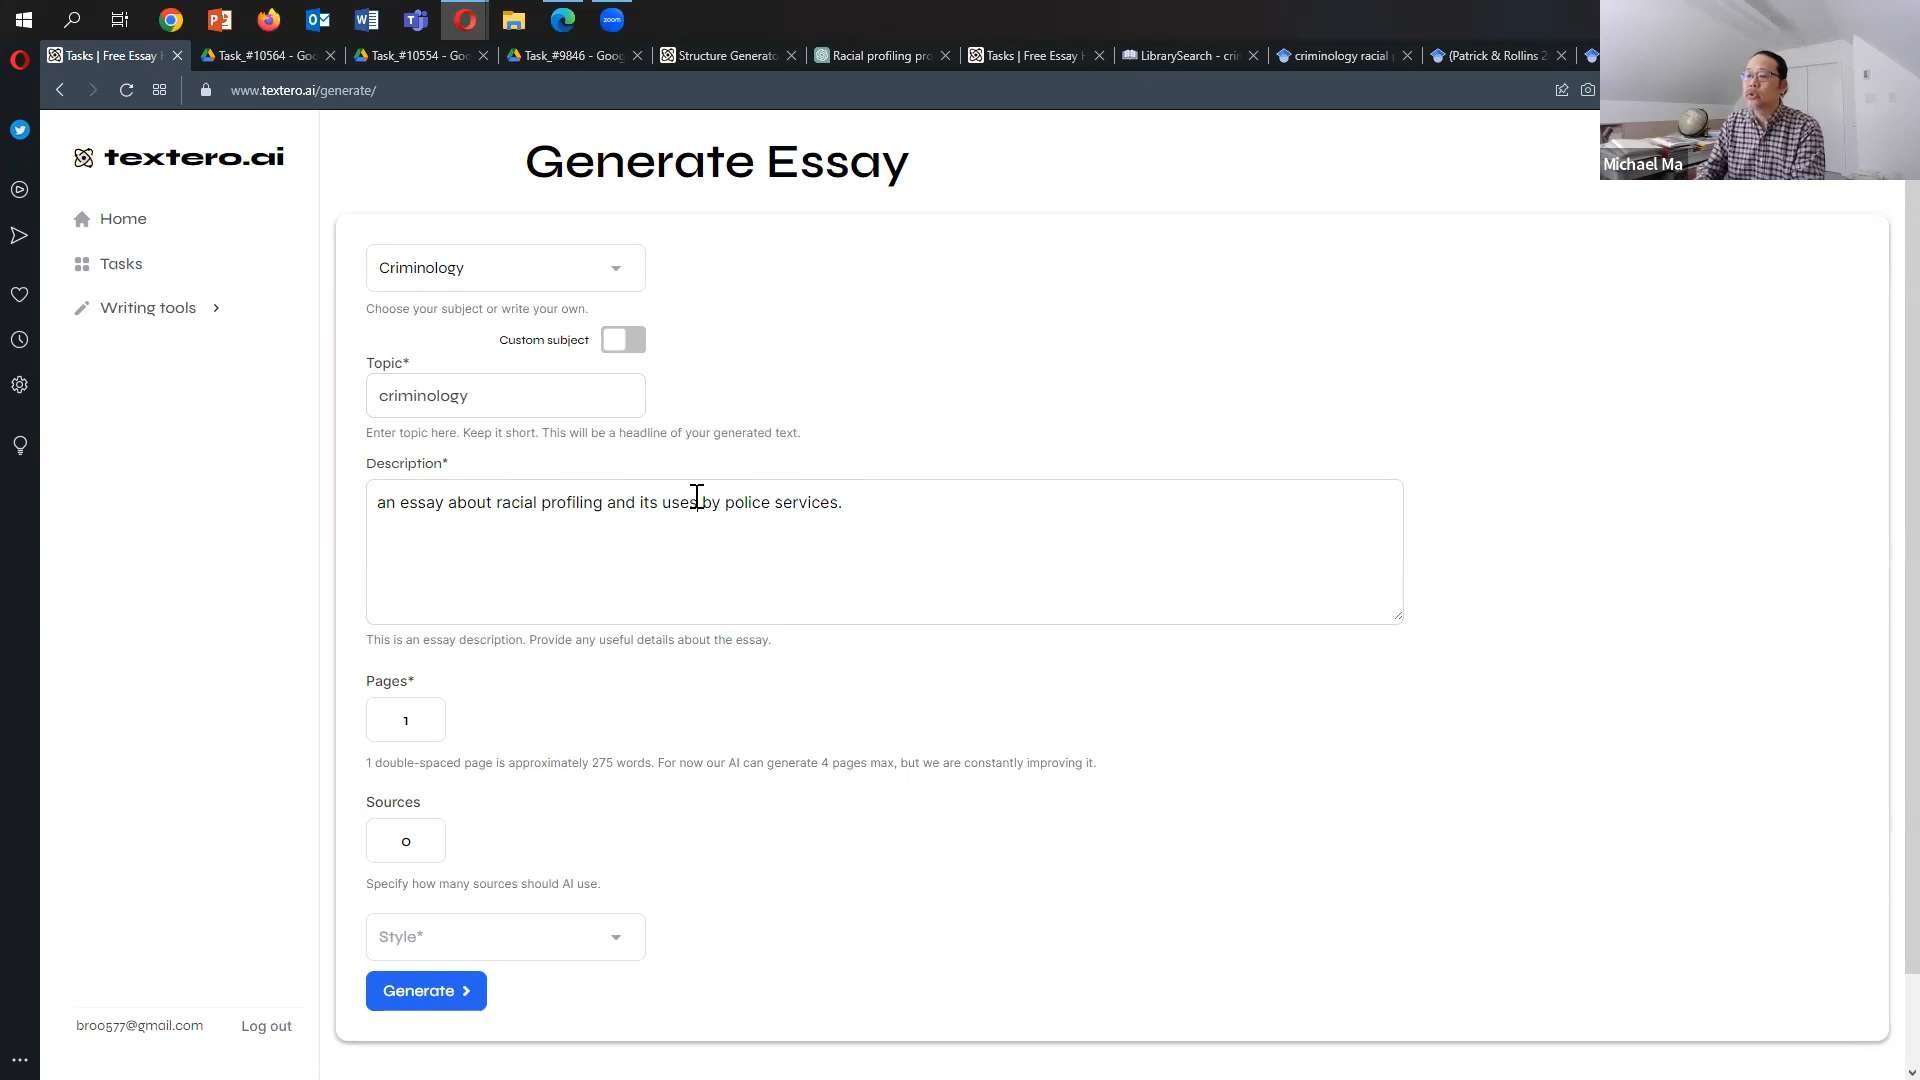 zoom
Tasks | Free Essay
Task_#10564 - Goo
Task_#10554 - Goo
Task_#9846 - Goog
Structure Generato
Racial profiling pro
Tasks | Free Essay H
LibrarySearch - crin
criminology racial
(Patrick & Rollins 2
www.textero.ai/generate/
Michael Ma
textero.ai
Home
Tasks
Writing tools
broo577@gmail.com
Log out
Generate Essay
Criminology
Choose your subject or write your own.
Custom subject
Topic*
criminology
Enter topic here. Keep it short. This will be a headline of your generated text.
Description*
an essay about racial profiling and its uses by police services.
This is an essay description. Provide any useful details about the essay.
Pages*
1
1 double-spaced page is approximately 275 words. For now our AI can generate 4 pages max, but we are constantly improving it.
Sources
0
Specify how many sources should AI use.
Style*
Generate